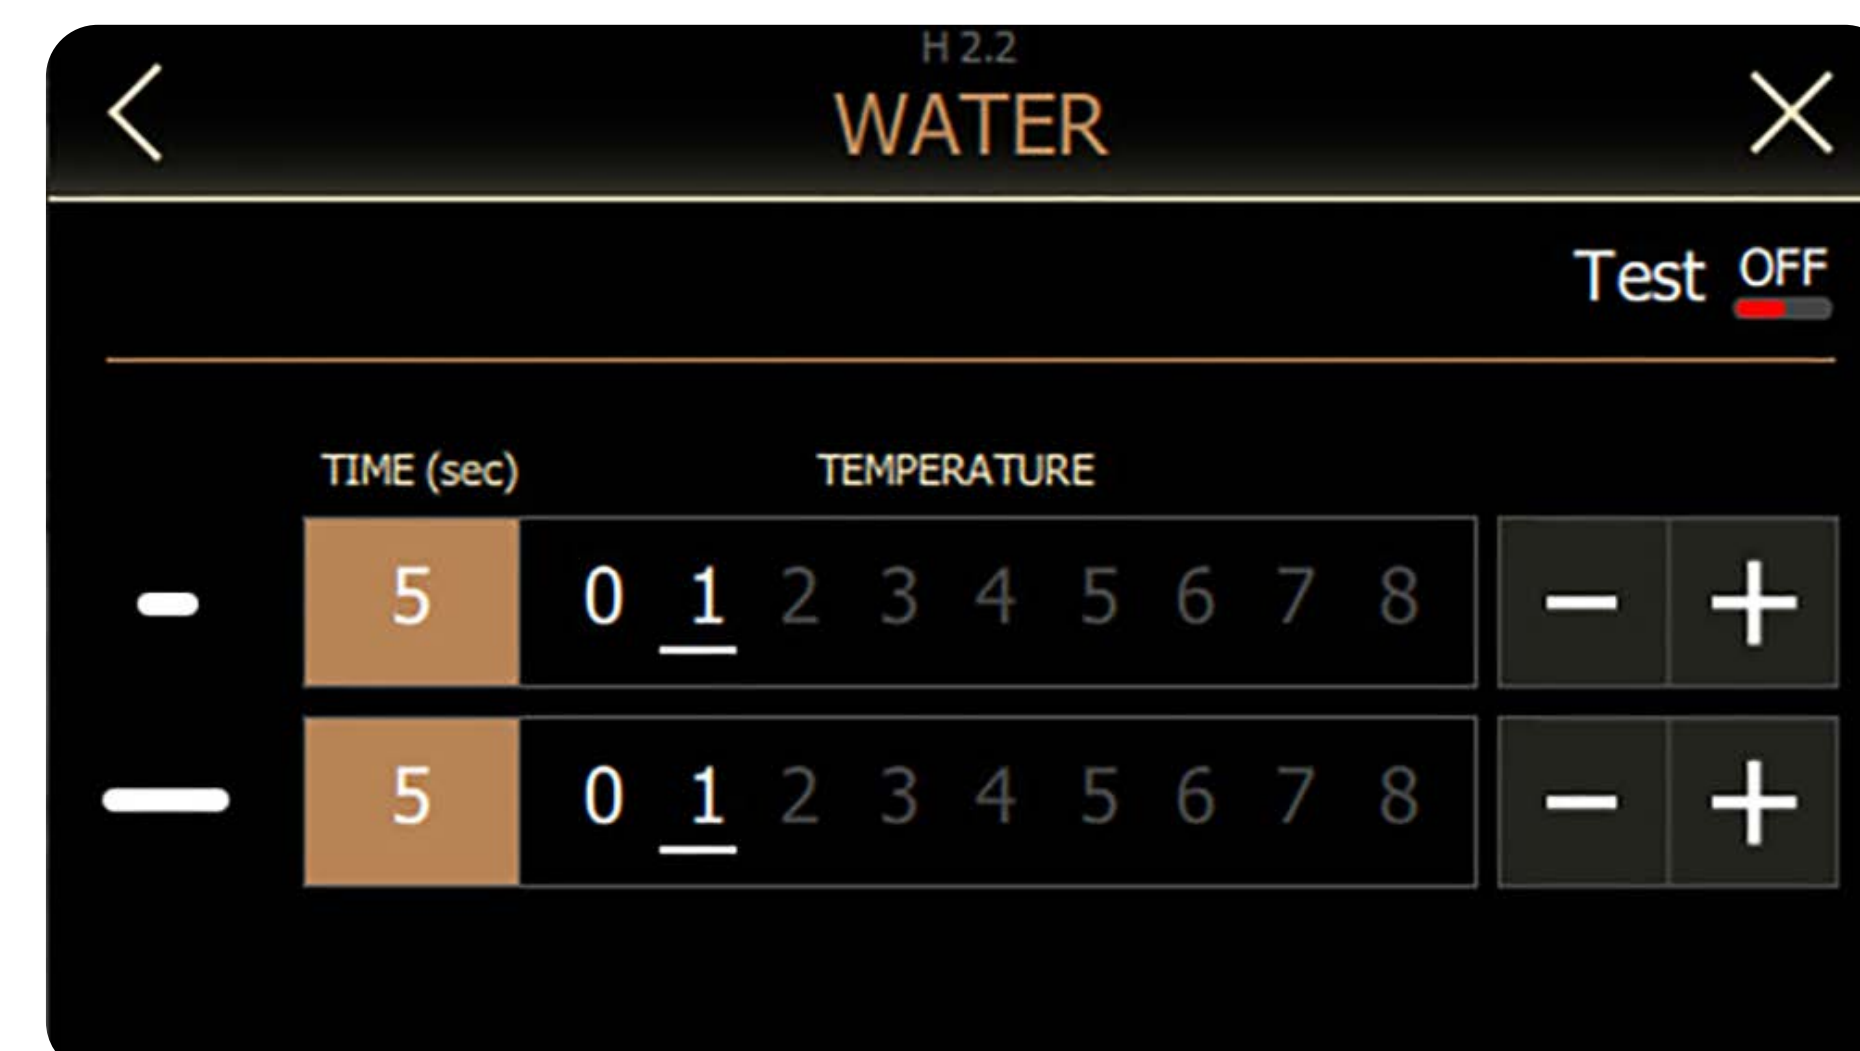 H 2.2
WATER
Test OFF
TIME (sec) TEMPERATURE
5 0 1 2 3 4 5 6 7 8 − +
5 0 1 2 3 4 5 6 7 8 − +